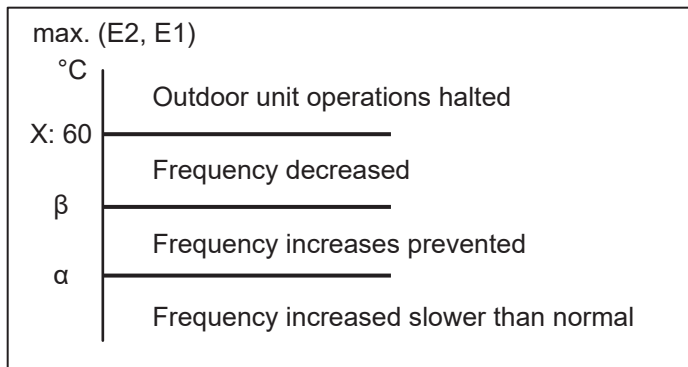 max. (E2, E1)
°C
Outdoor unit operations halted
X: 60
Frequency decreased
β
Frequency increases prevented
α
Frequency increased slower than normal